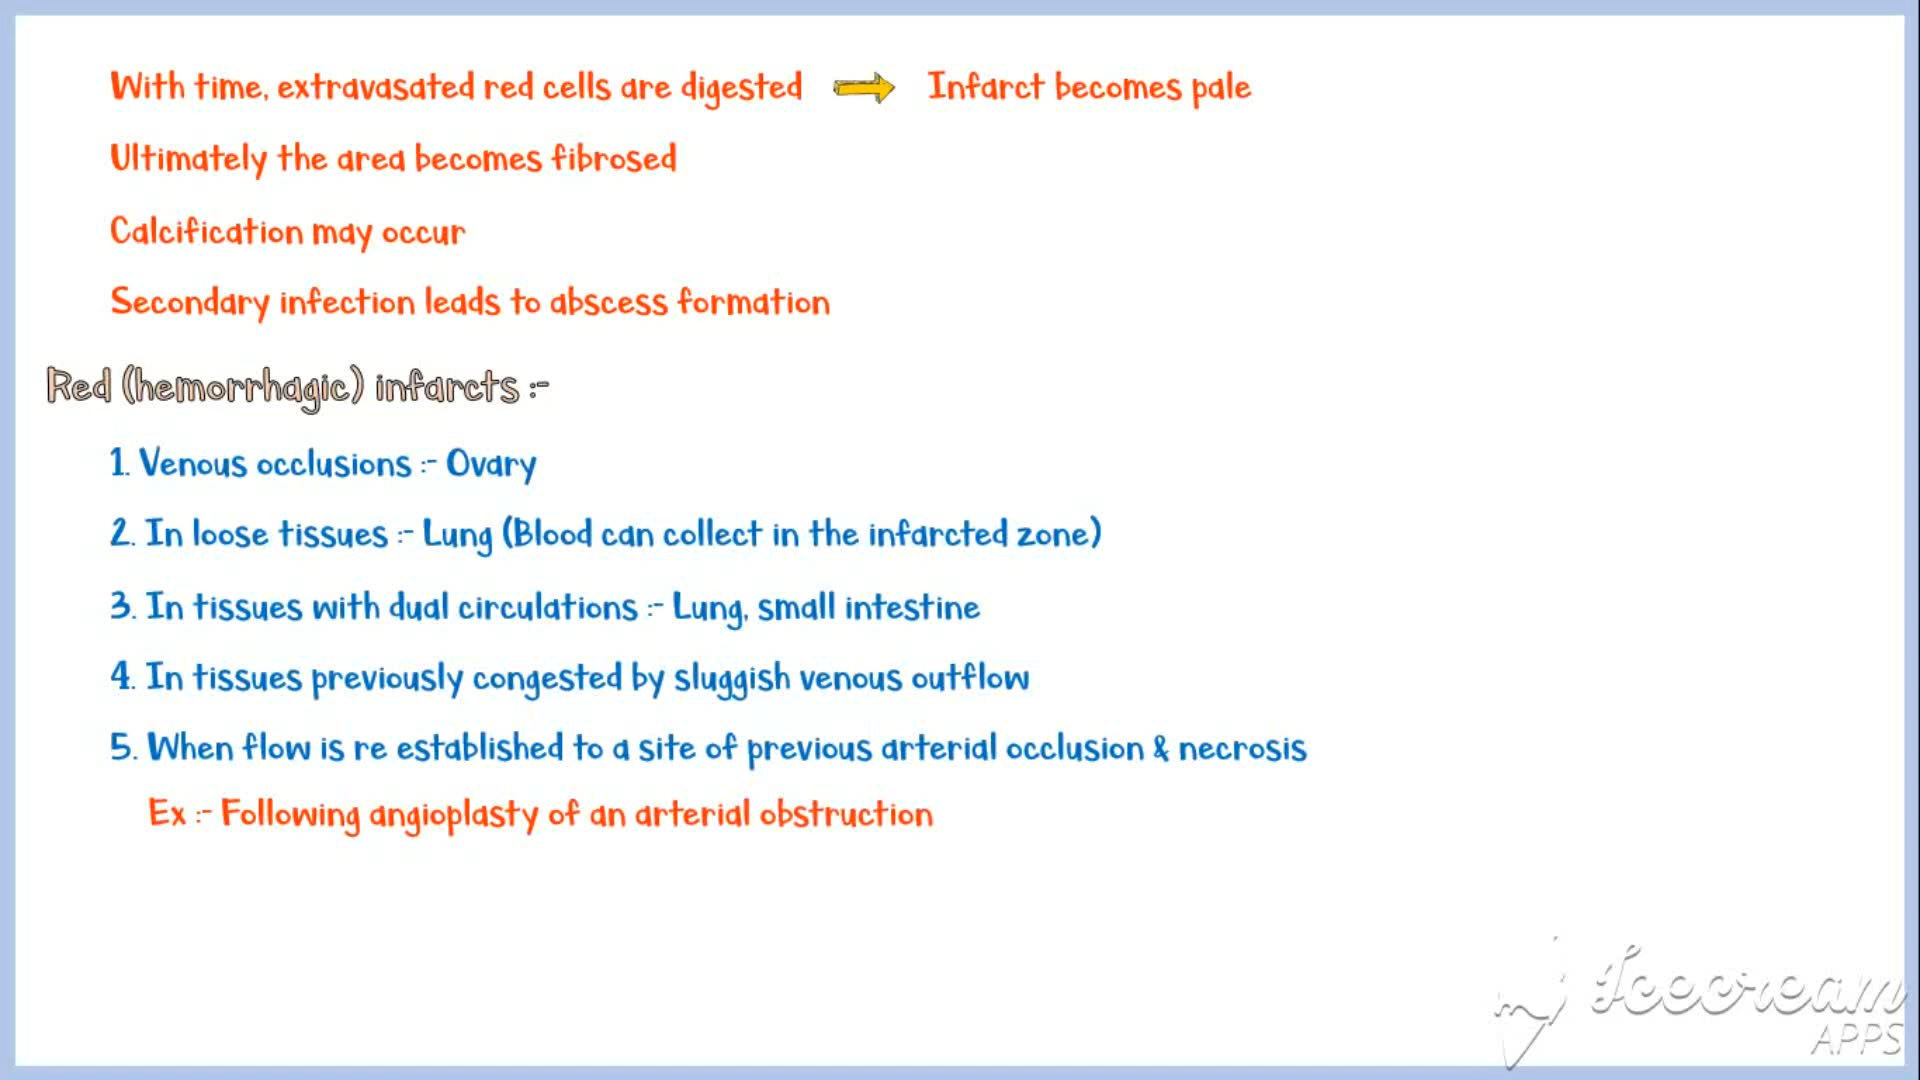 With time, extravasated red cells are digested Infarct becomes pale
Ultimately the area becomes fibrosed
Calcification may occur
Secondary infection leads to abscess formation
Red (hemorrhagic) infarcts :-
1. Venous occlusions :- Ovary
2. In loose tissues :- Lung (Blood can collect in the infarcted zone)
3. In tissues with dual circulations :- Lung, small intestine
4. In tissues previously congested by sluggish venous outflow
5. When flow is re established to a site of previous arterial occlusion & necrosis
Ex :- Following angioplasty of an arterial obstruction
Icecream
APPS